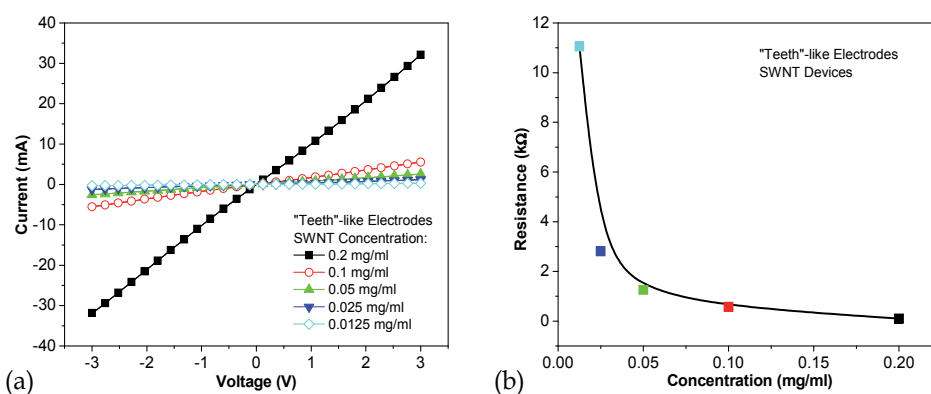 40
30
20
10
0
-10
-20
-30
-40
Current (mA)
-3 -2 -1 0 1 2 3
Voltage (V)
"Teeth"-like Electrodes
SWNT Concentration:
0.2 mg/ml
0.1 mg/ml
0.05 mg/ml
0.025 mg/ml
0.0125 mg/ml
(a)
12
10
8
6
4
2
0
Resistance (kΩ)
"Teeth"-like Electrodes
SWNT Devices
0.00 0.05 0.10 0.15 0.20
Concentration (mg/ml)
(b)